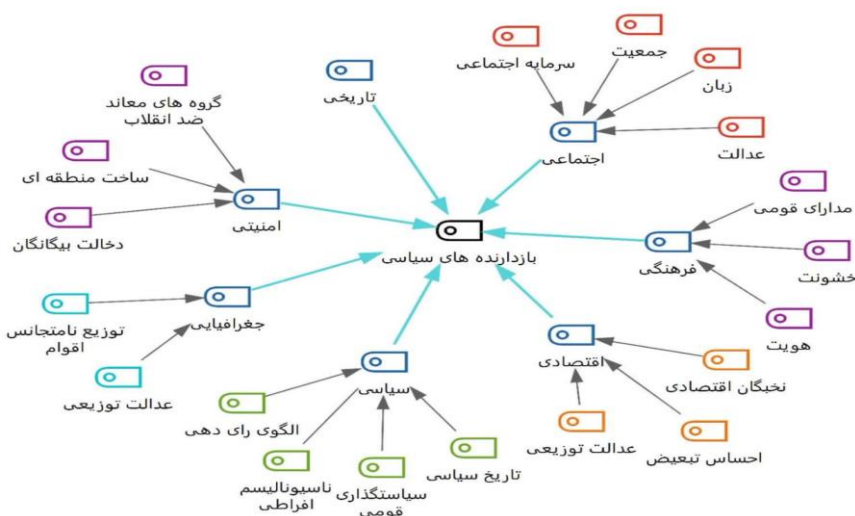 جمعیت
سرمایه اجتماعی
زبان
تاریخی
گروه های معاند
ضد انقلاب
عدالت
اجتماعی
ساخت منطقه ای
مدارای قومی
امنیتی
دخالت بیگانگان
بازدارنده های سیاسی
فرهنگی
خشونت
جغرافیایی
توزیع نامتجانس
اقوام
هویت
اقتصادی
سیاسی
نخبگان اقتصادی
عدالت توزیعی
الگوی رای دهی
عدالت توزیعی
احساس تبعیض
تاریخ سیاسی
ناسیونالیسم
افراطی
سیاستگذاری
قومی